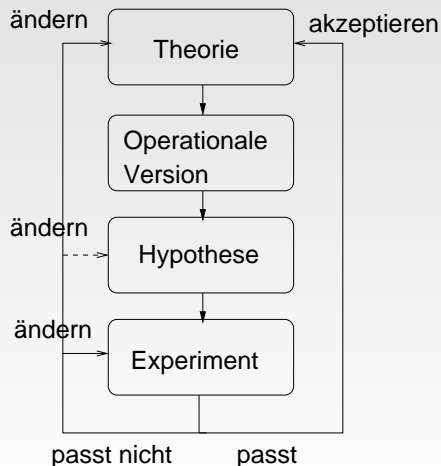 ändern
akzeptieren
Theorie
Operationale
Version
ändern
Hypothese
ändern
Experiment
passt nicht
passt